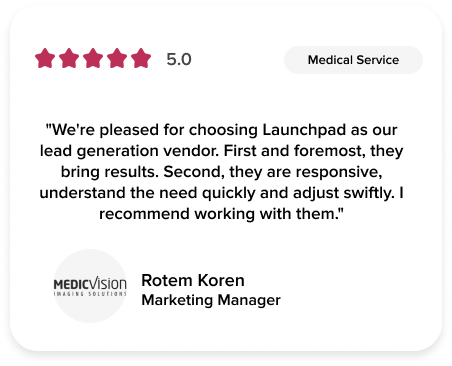 5.0
Medical Service
"We're pleased for choosing Launchpad as our
lead generation vendor. First and foremost, they
bring results. Second, they are responsive,
understand the need quickly and adjust swiftly. I
recommend working with them."
MEDICVision
IMAGING SOLUTIONS
Rotem Koren
Marketing Manager